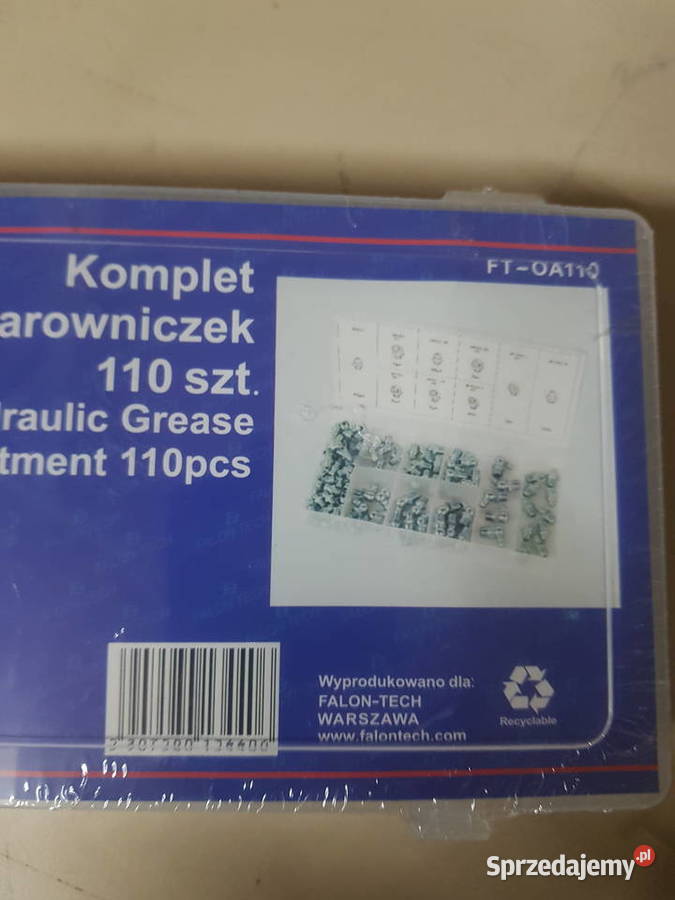 FT-OA110
Komplet
arowniczek
110 szt.
raulic Grease
tment 110pcs
Wyprodukowano dla:
FALON-TECH
WARSZAWA
www.falontech.com
Recyclable
Sprzedajemy.pl